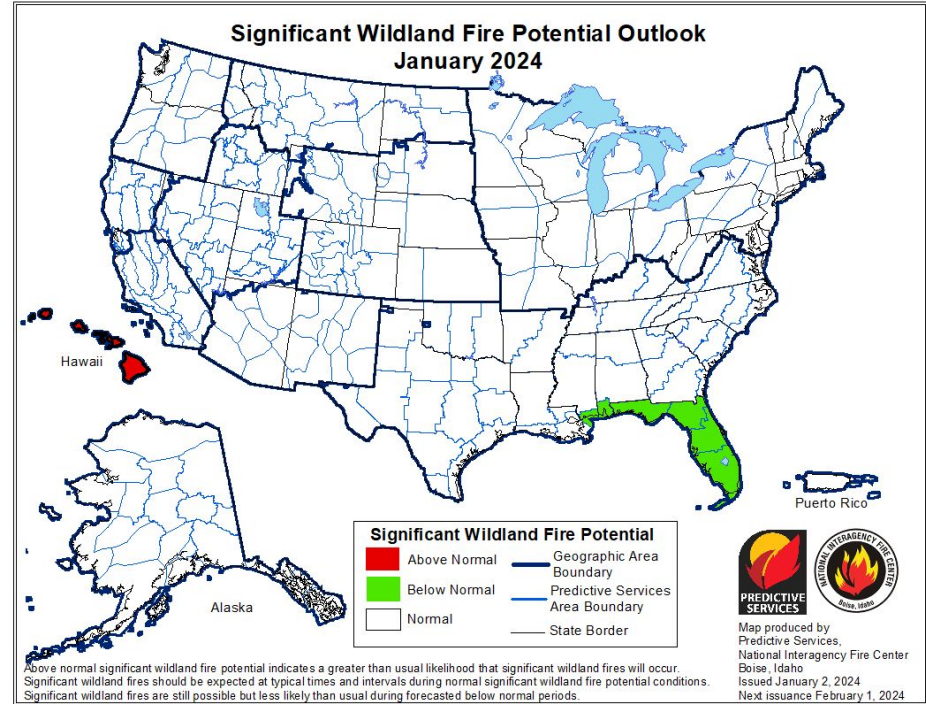 Significant Wildland Fire Potential Outlook
January 2024
Hawaii
Alaska
Puerto Rico
Significant Wildland Fire Potential
Above Normal
Below Normal
Normal
Geographic Area
Boundary
Predictive Services
Area Boundary
State Border
PREDICTIVE
SERVICES
NATIONAL INTERAGENCY FIRE CENTER
Boise, Idaho
Map produced by
Predictive Services,
National Interagency Fire Center
Boise, Idaho
Issued January 2, 2024
Next issuance February 1, 2024
Above normal significant wildland fire potential indicates a greater than usual likelihood that significant wildland fires will occur.
Significant wildland fires should be expected at typical times and intervals during normal significant wildland fire potential conditions.
Significant wildland fires are still possible but less likely than usual during forecasted below normal periods.